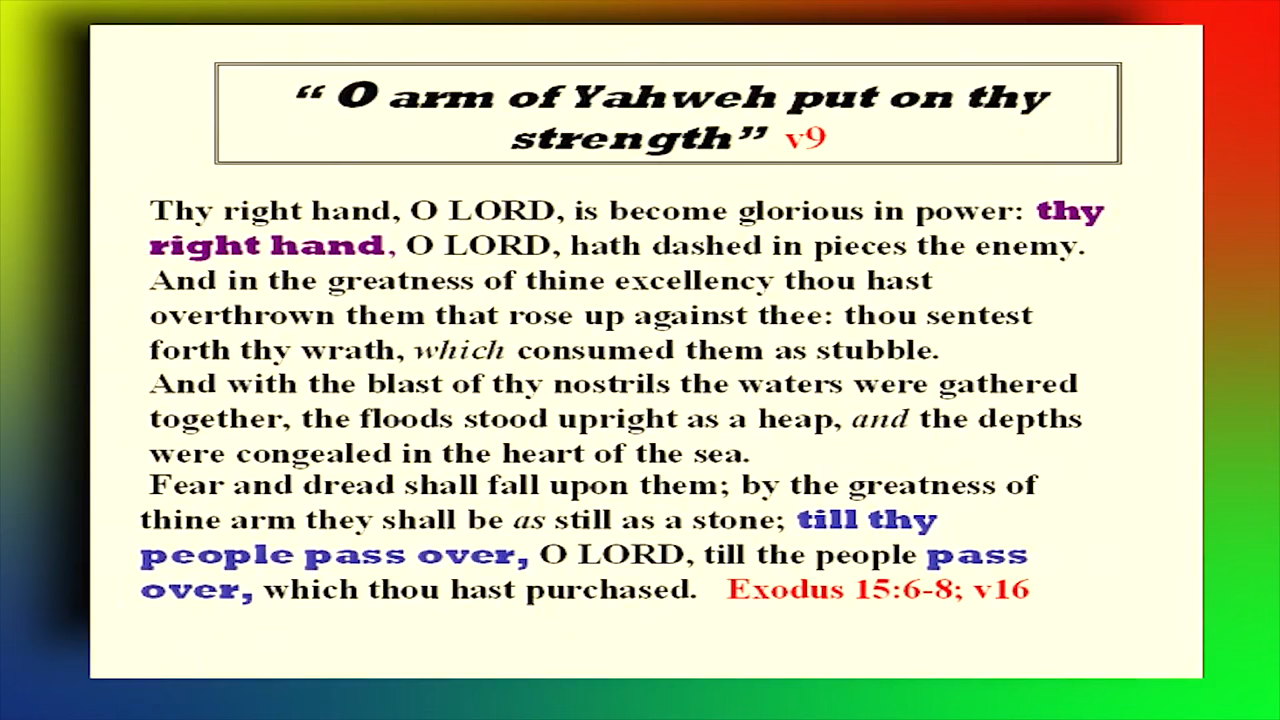 “ O arm of Yahweh put on thy
strength” v9
Thy right hand, O LORD, is become glorious in power: thy
right hand, O LORD, hath dashed in pieces the enemy.
And in the greatness of thine excellency thou hast
overthrown them that rose up against thee: thou sentest
forth thy wrath, which consumed them as stubble.
And with the blast of thy nostrils the waters were gathered
together, the floods stood upright as a heap, and the depths
were congealed in the heart of the sea.
Fear and dread shall fall upon them; by the greatness of
thine arm they shall be as still as a stone; till thy
people pass over, O LORD, till the people pass
over, which thou hast purchased. Exodus 15:6-8; v16